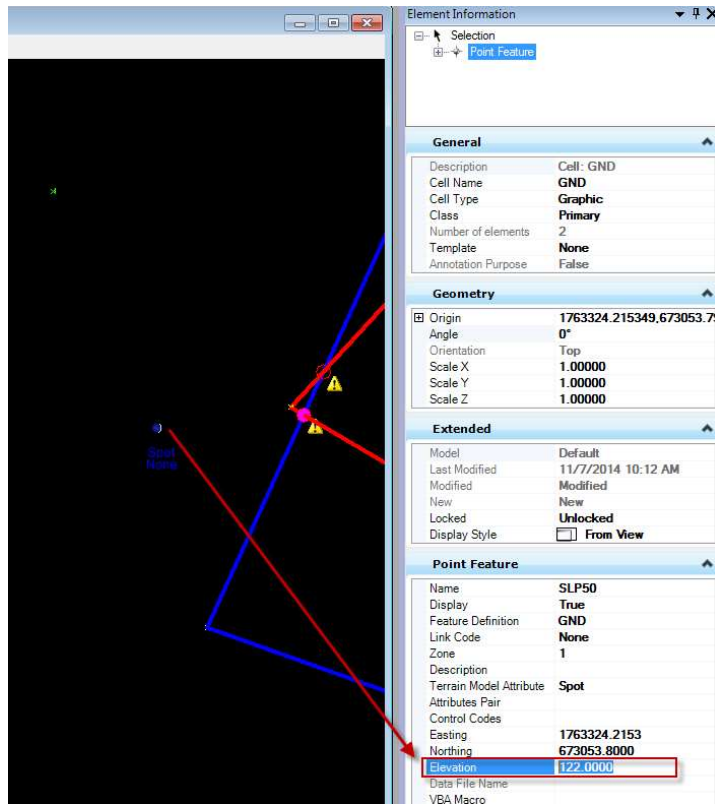 Element Information
Selection
Point Feature
General
Description Cell: GND
Cell Name GND
Cell Type Graphic
Class Primary
Number of elements 2
Template None
Annotation Purpose False
Geometry
Origin 1763324.215349,673053.79
Angle 0°
Orientation Top
Scale X 1.00000
Scale Y 1.00000
Scale Z 1.00000
Extended
Model Default
Last Modified 11/7/2014 10:12 AM
Modified Modified
New New
Locked Unlocked
Display Style From View
Point Feature
Name SLP50
Display True
Feature Definition GND
Link Code None
Zone 1
Description
Terrain Model Attribute Spot
Attributes Pair
Control Codes
Easting 1763324.2153
Northing 673053.8000
Elevation 122.0000
Data File Name
VBA Macro
Spot
None